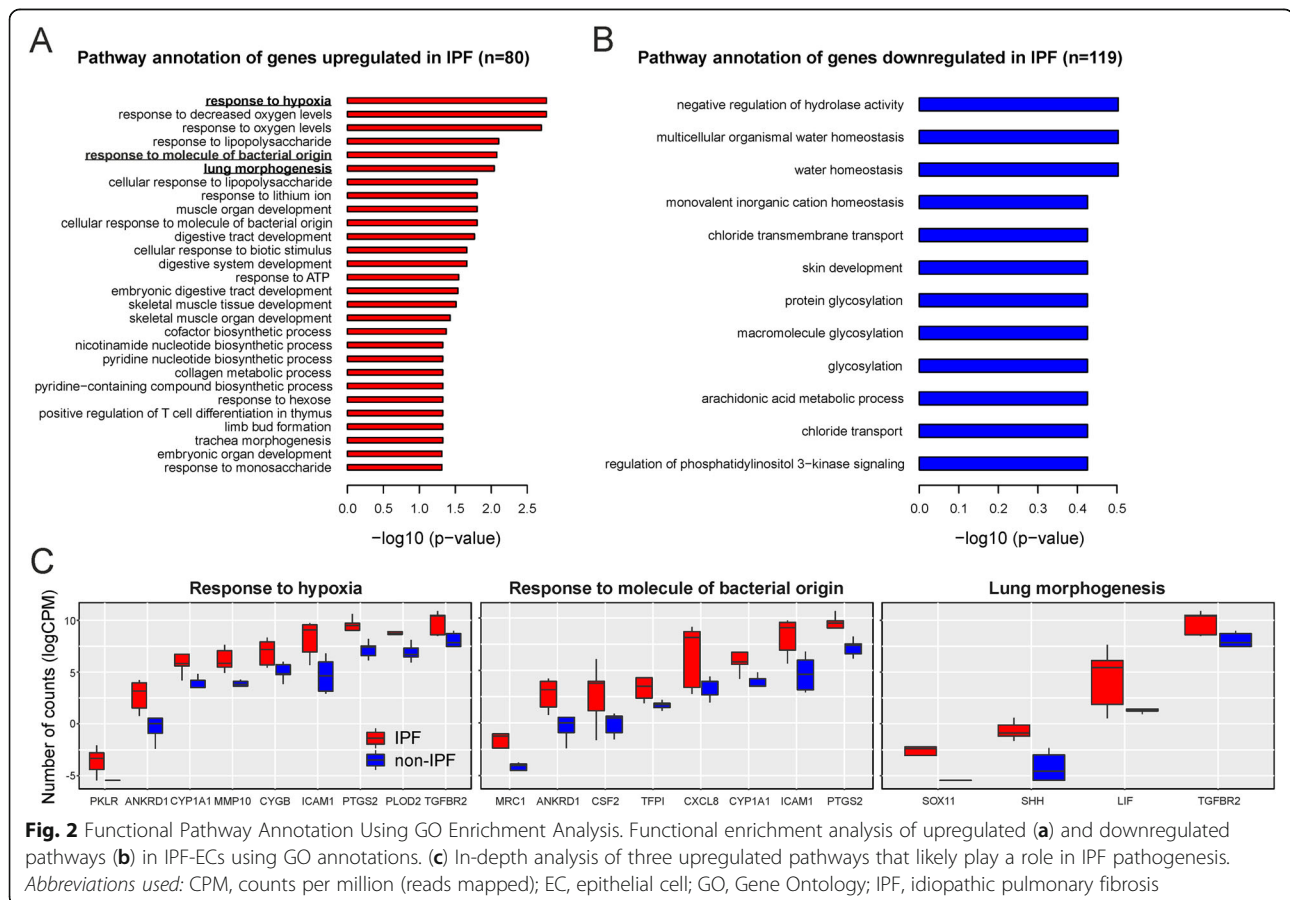 A
Pathway annotation of genes upregulated in IPF (n=80)
response to hypoxia
response to decreased oxygen levels
response to oxygen levels
response to lipopolysaccharide
response to molecule of bacterial origin
lung morphogenesis
cellular response to lipopolysaccharide
response to lithium ion
muscle organ development
cellular response to molecule of bacterial origin
digestive tract development
cellular response to biotic stimulus
digestive system development
response to ATP
embryonic digestive tract development
skeletal muscle tissue development
skeletal muscle organ development
cofactor biosynthetic process
nicotinamide nucleotide biosynthetic process
pyridine nucleotide biosynthetic process
collagen metabolic process
pyridine−containing compound biosynthetic process
response to hexose
positive regulation of T cell differentiation in thymus
limb bud formation
trachea morphogenesis
embryonic organ development
response to monosaccharide
0.0 0.5 1.0 1.5 2.0 2.5
−log10 (p−value)
B
Pathway annotation of genes downregulated in IPF (n=119)
negative regulation of hydrolase activity
multicellular organismal water homeostasis
water homeostasis
monovalent inorganic cation homeostasis
chloride transmembrane transport
skin development
protein glycosylation
macromolecule glycosylation
glycosylation
arachidonic acid metabolic process
chloride transport
regulation of phosphatidylinositol 3−kinase signaling
0.0 0.1 0.2 0.3 0.4 0.5
−log10 (p−value)
C
Response to hypoxia
Response to molecule of bacterial origin
Lung morphogenesis
Number of counts (logCPM)
10
5
0
−5
IPF
non-IPF
PKLR ANKRD1 CYP1A1 MMP10 CYGB ICAM1 PTGS2 PLOD2 TGFBR2
MRC1 ANKRD1 CSF2 TFPI CXCL8 CYP1A1 ICAM1 PTGS2
SOX11 SHH LIF TGFBR2
Fig. 2 Functional Pathway Annotation Using GO Enrichment Analysis. Functional enrichment analysis of upregulated (a) and downregulated
pathways (b) in IPF-ECs using GO annotations. (c) In-depth analysis of three upregulated pathways that likely play a role in IPF pathogenesis.
Abbreviations used: CPM, counts per million (reads mapped); EC, epithelial cell; GO, Gene Ontology; IPF, idiopathic pulmonary fibrosis